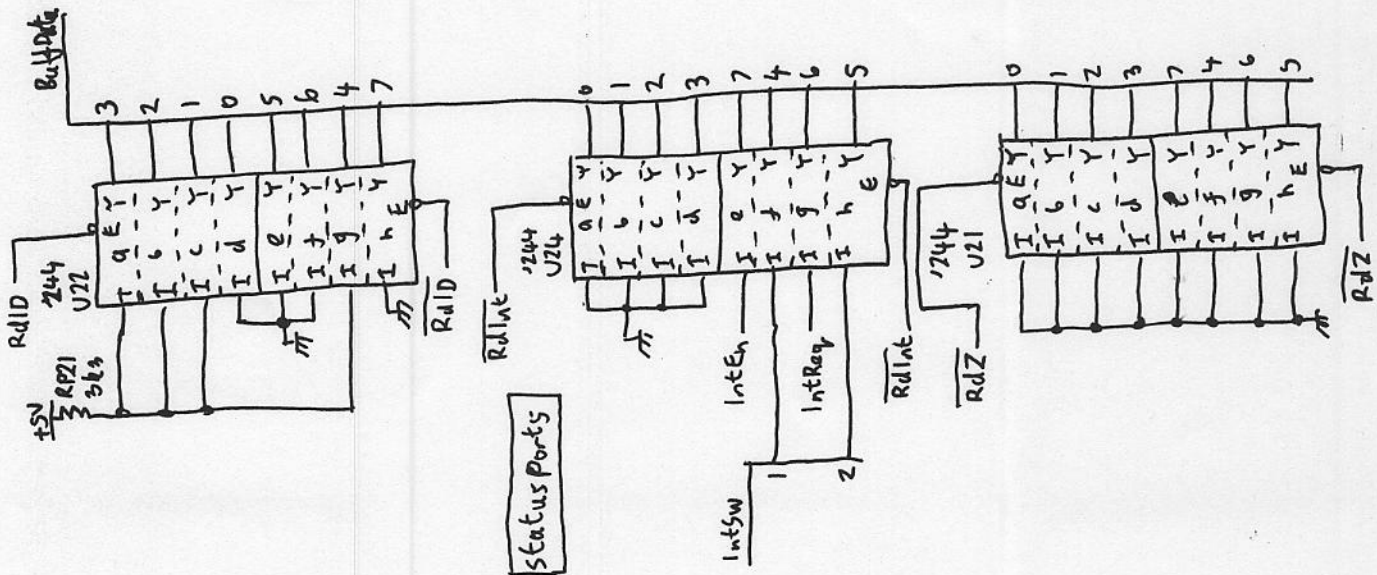 Status Ports
+5V
RP21
3k3
RdID
'244
U22
E
I a Y 3
I b Y 2
I c Y 1
I d Y 0
I e Y 5
I f Y 6
I g Y 4
I h Y 7
E
RdID
BuffData
RdInt
'244
U24
E
I a Y 0
I b Y 1
I c Y 2
I d Y 3
IntEn I e Y 7
1 I f Y 4
IntReq I g Y 6
2 I h Y 5
E
RdInt
IntSw
RdZ
'244
U21
E
I a Y 0
I b Y 1
I c Y 2
I d Y 3
I e Y 7
I f Y 4
I g Y 6
I h Y 5
E
RdZ